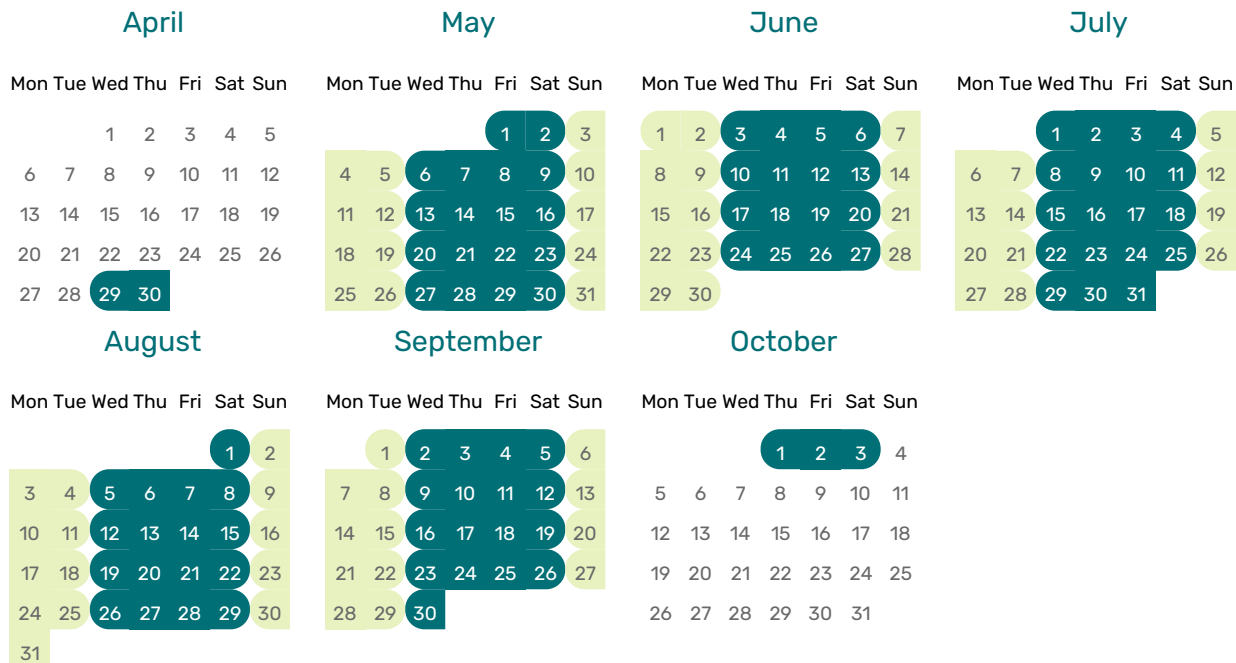 April May June July
Mon Tue Wed Thu Fri Sat Sun Mon Tue Wed Thu Fri Sat Sun Mon Tue Wed Thu Fri Sat Sun Mon Tue Wed Thu Fri Sat Sun
1 2 3 4 5 1 2 3 1 2 3 4 5 6 7 1 2 3 4 5
6 7 8 9 10 11 12 4 5 6 7 8 9 10 8 9 10 11 12 13 14 6 7 8 9 10 11 12
13 14 15 16 17 18 19 11 12 13 14 15 16 17 15 16 17 18 19 20 21 13 14 15 16 17 18 19
20 21 22 23 24 25 26 18 19 20 21 22 23 24 22 23 24 25 26 27 28 20 21 22 23 24 25 26
27 28 29 30 25 26 27 28 29 30 31 29 30 27 28 29 30 31
August September October
Mon Tue Wed Thu Fri Sat Sun Mon Tue Wed Thu Fri Sat Sun Mon Tue Wed Thu Fri Sat Sun
1 2 1 2 3 4 5 6 1 2 3 4
3 4 5 6 7 8 9 7 8 9 10 11 12 13 5 6 7 8 9 10 11
10 11 12 13 14 15 16 14 15 16 17 18 19 20 12 13 14 15 16 17 18
17 18 19 20 21 22 23 21 22 23 24 25 26 27 19 20 21 22 23 24 25
24 25 26 27 28 29 30 28 29 30 26 27 28 29 30 31
31